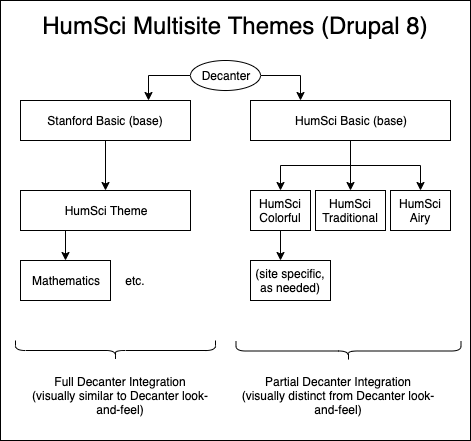 HumSci Multisite Themes (Drupal 8)
Decanter
Stanford Basic (base)
HumSci Basic (base)
HumSci Theme
HumSci
Colorful
HumSci
Traditional
HumSci
Airy
Mathematics
etc.
(site specific,
as needed)
Full Decanter Integration
(visually similar to Decanter look-
and-feel)
Partial Decanter Integration
(visually distinct from Decanter look-
and-feel)